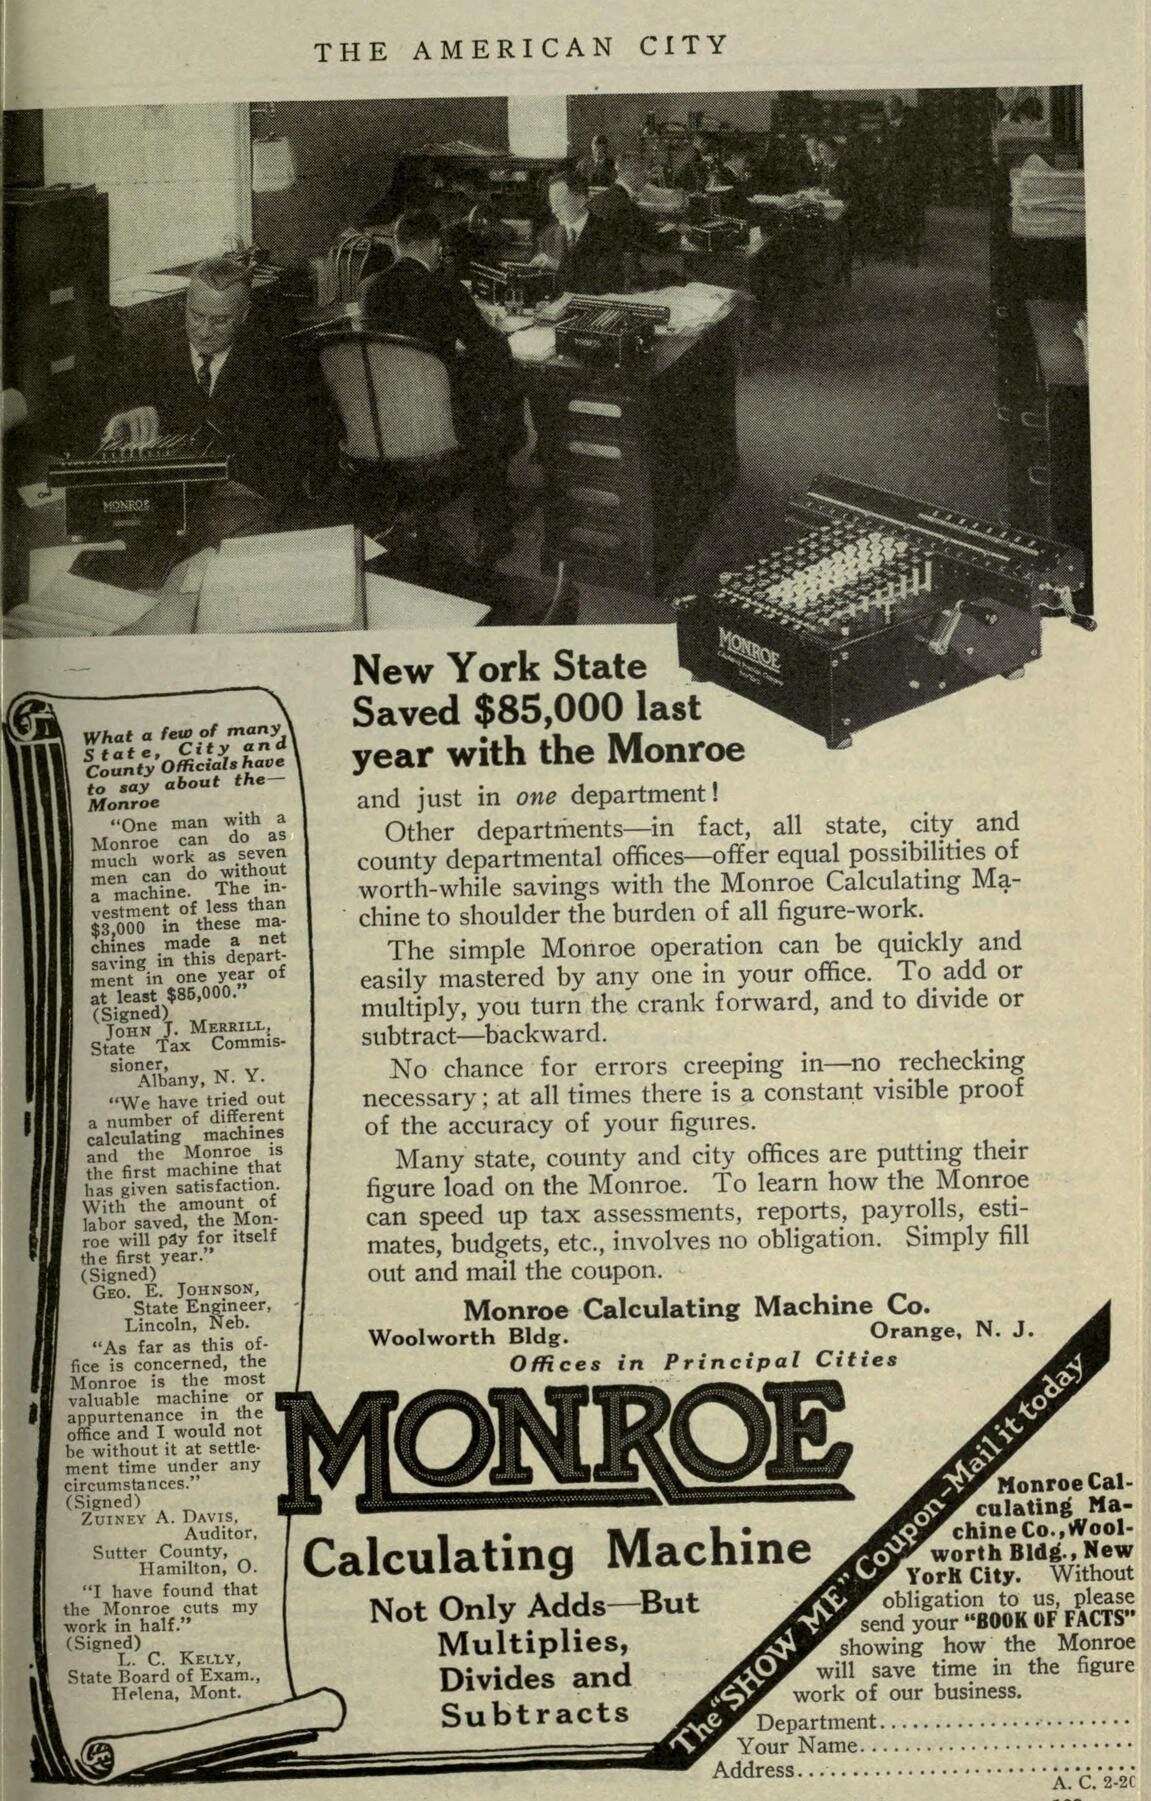 THE AMERICAN CITY
MONROE
MONROE
New York State
Saved $85,000 last
year with the Monroe
and just in one department!
Other departments—in fact, all state, city and
county departmental offices—offer equal possibilities of
worth-while savings with the Monroe Calculating Ma-
chine to shoulder the burden of all figure-work.
The simple Monroe operation can be quickly and
easily mastered by any one in your office. To add or
multiply, you turn the crank forward, and to divide or
subtract—backward.
No chance for errors creeping in—no rechecking
necessary; at all times there is a constant visible proof
of the accuracy of your figures.
Many state, county and city offices are putting their
figure load on the Monroe. To learn how the Monroe
can speed up tax assessments, reports, payrolls, esti-
mates, budgets, etc., involves no obligation. Simply fill
out and mail the coupon.
Monroe Calculating Machine Co.
Woolworth Bldg. Orange, N. J.
Offices in Principal Cities
What a few of many
State, City and
County Officials have
to say about the—
Monroe
"One man with a
Monroe can do as
much work as seven
men can do without
a machine. The in-
vestment of less than
$3,000 in these ma-
chines made a net
saving in this depart-
ment in one year of
at least $85,000."
(Signed)
JOHN J. MERRILL,
State Tax Commis-
sioner,
Albany, N. Y.
"We have tried out
a number of different
calculating machines
and the Monroe is
the first machine that
has given satisfaction.
With the amount of
labor saved, the Mon-
roe will pay for itself
the first year."
(Signed)
GEO. E. JOHNSON,
State Engineer,
Lincoln, Neb.
"As far as this of-
fice is concerned, the
Monroe is the most
valuable machine or
appurtenance in the
office and I would not
be without it at settle-
ment time under any
circumstances."
(Signed)
ZUINEY A. DAVIS,
Auditor,
Sutter County,
Hamilton, O.
"I have found that
the Monroe cuts my
work in half."
(Signed)
L. C. KELLY,
State Board of Exam.,
Helena, Mont.
MONROE
Calculating Machine
Not Only Adds—But
Multiplies,
Divides and
Subtracts
The "SHOW ME" Coupon-Mail it today
Monroe Cal-
culating Ma-
chine Co., Wool-
worth Bldg., New
York City. Without
obligation to us, please
send your "BOOK OF FACTS"
showing how the Monroe
will save time in the figure
work of our business.
Department........................
Your Name........................
Address........................
A. C. 2-20